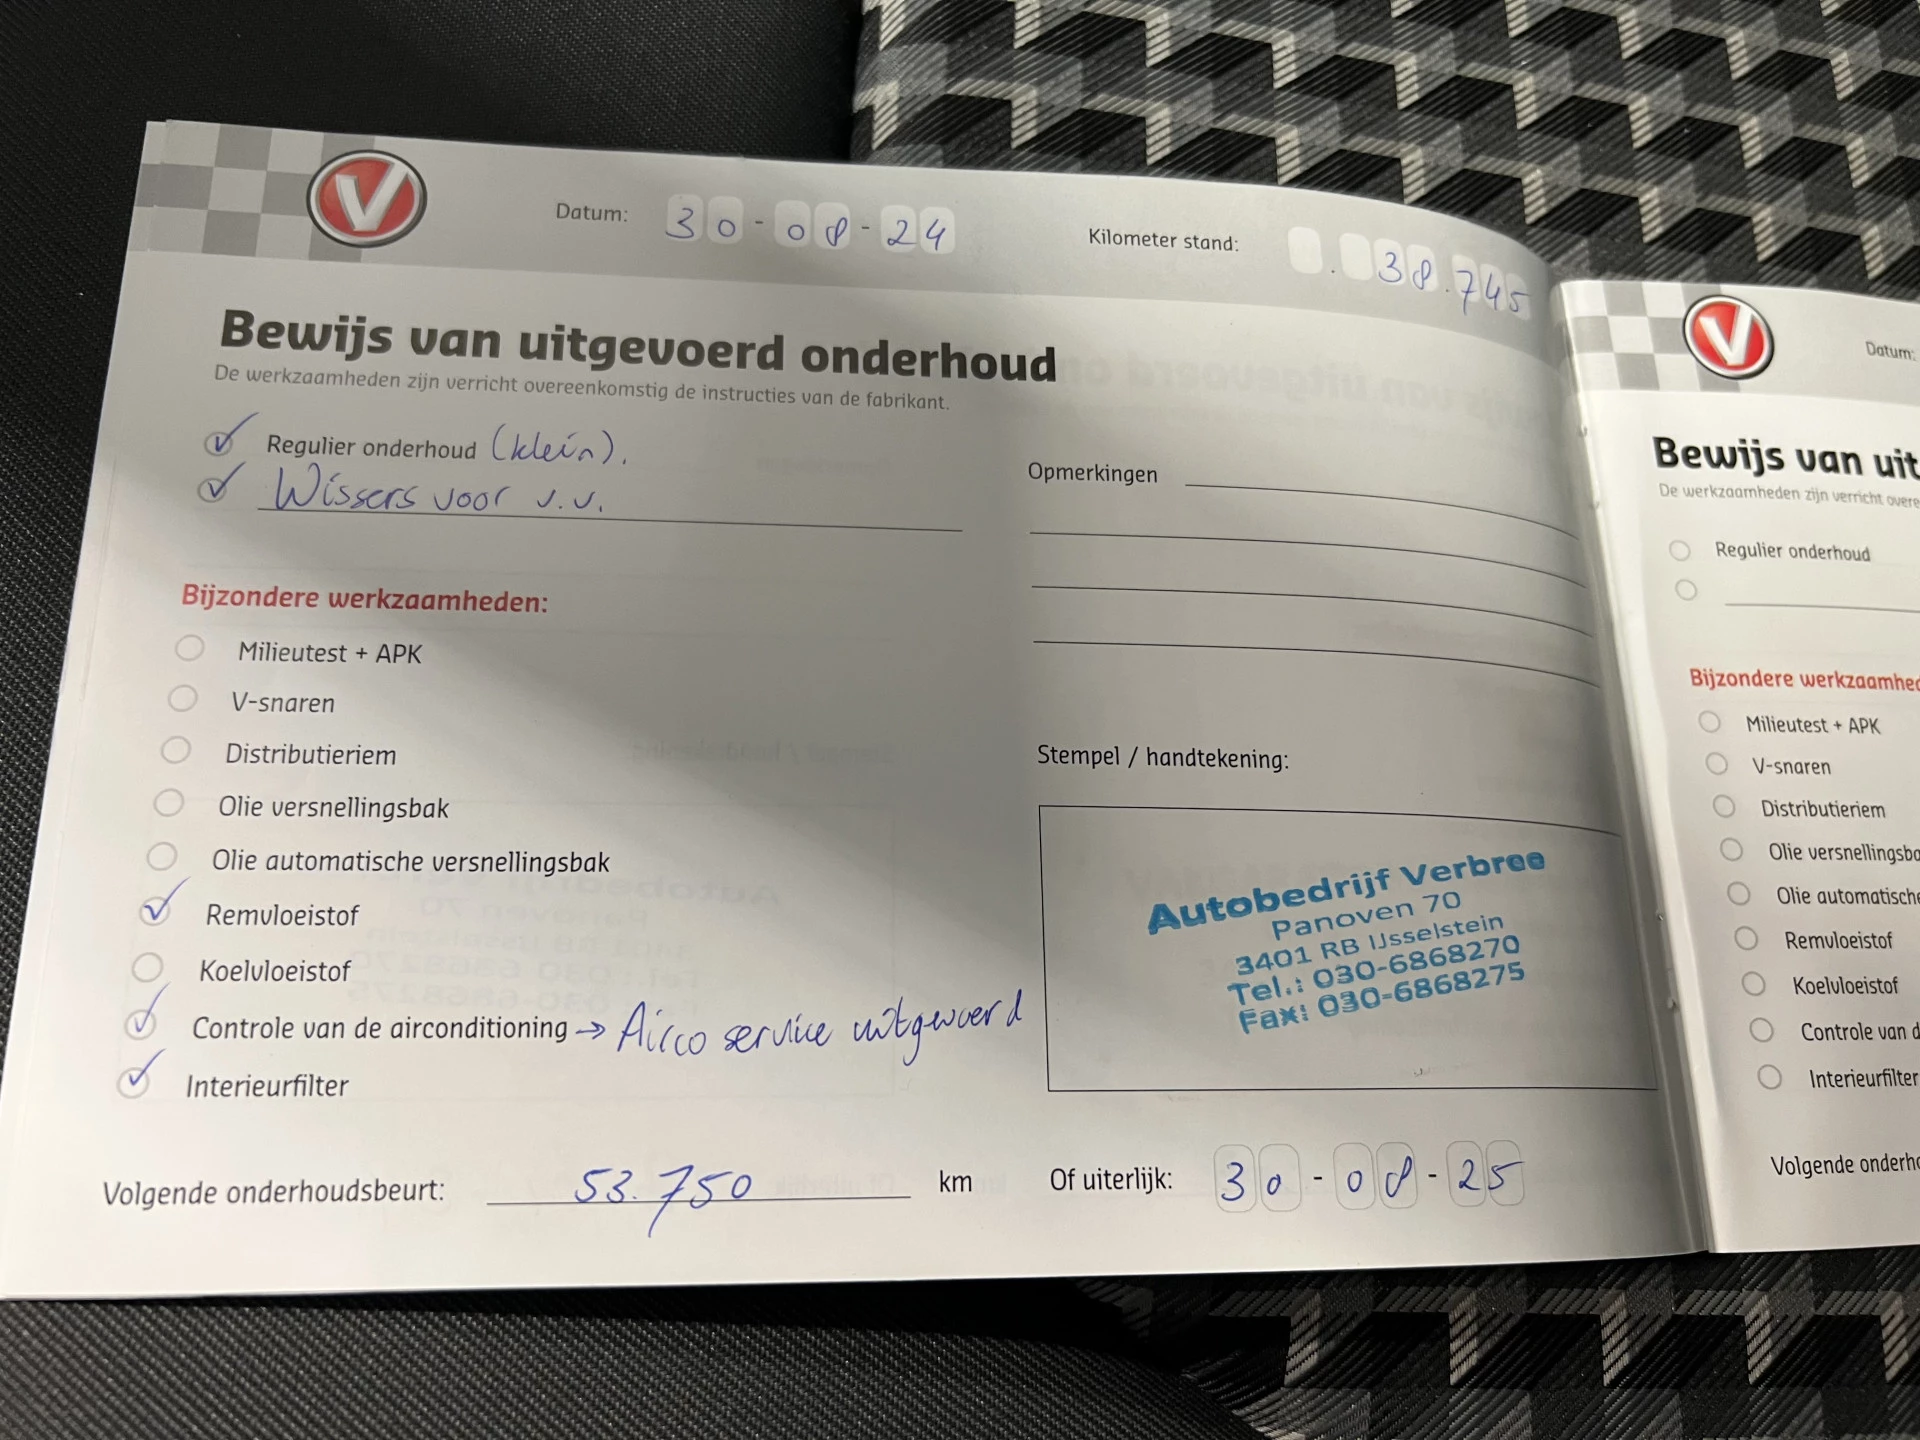 V
Datum: 30-08-24
Kilometer stand: . 38.745
Bewijs van uitgevoerd onderhoud
De werkzaamheden zijn verricht overeenkomstig de instructies van de fabrikant.
Regulier onderhoud (klein).
Wissers voor v.v.
Opmerkingen
Bijzondere werkzaamheden:
Milieutest + APK
V-snaren
Distributieriem
Olie versnellingsbak
Olie automatische versnellingsbak
Remvloeistof
Koelvloeistof
Controle van de airconditioning → Airco service uitgevoerd
Interieurfilter
Stempel / handtekening:
Autobedrijf Verbree
Panoven 70
3401 RB IJsselstein
Tel.: 030-6868270
Fax: 030-6868275
Volgende onderhoudsbeurt: 53.750 km
Of uiterlijk: 30-08-25
V
Datum:
Bewijs van uit
De werkzaamheden zijn verricht overe
Regulier onderhoud
Bijzondere werkzaamhed
Milieutest + APK
V-snaren
Distributieriem
Olie versnellingsba
Olie automatische
Remvloeistof
Koelvloeistof
Controle van d
Interieurfilter
Volgende onderho